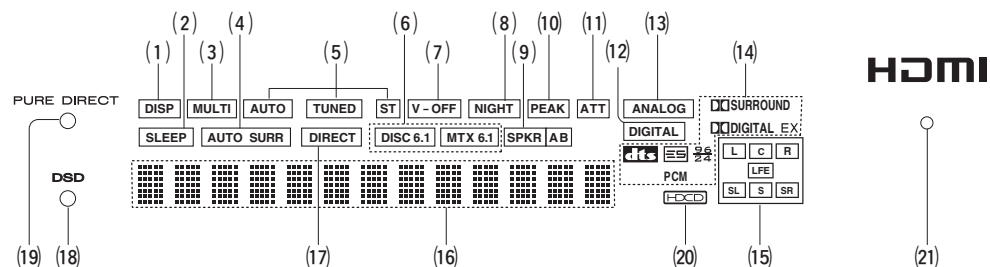 (2) (4) (6) (8) (10)
(1) (3) (5) (7) (9) (11) (12) (13) (14)
HDMI
PURE DIRECT
DISP MULTI AUTO TUNED ST V – OFF NIGHT PEAK ATT ANALOG DD SURROUND
SLEEP AUTO SURR DIRECT DISC 6.1 MTX 6.1 SPKR A B DIGITAL DD DIGITAL EX
dts ES 96/24 L C R
PCM LFE
DSD
HDCD SL S SR
(19) (18) (17) (16) (20) (15) (21)